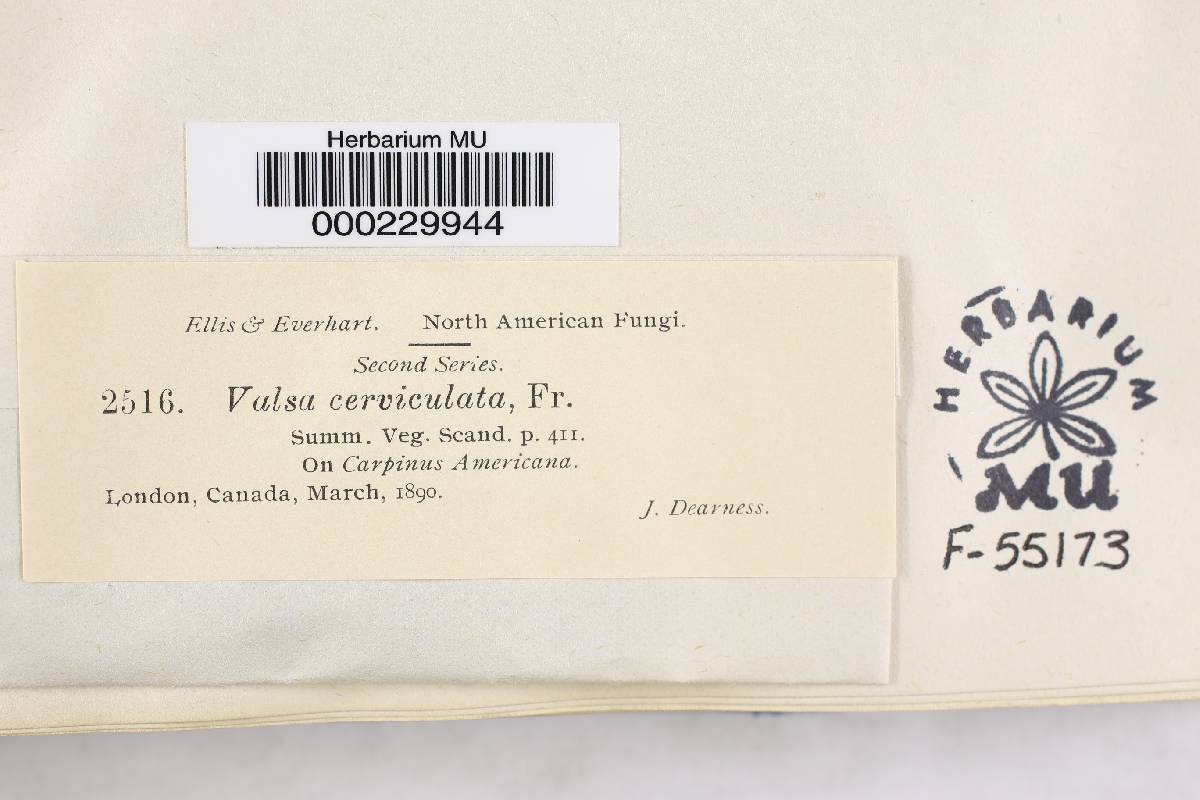 Herbarium MU
000229944
Ellis & Everhart. North American Fungi.
Second Series.
2516. Valsa cerviculata, Fr.
Summ. Veg. Scand. p. 411.
On Carpinus Americana.
London, Canada, March, 1890.
J. Dearness.
HERBARIUM
MU
F-55173